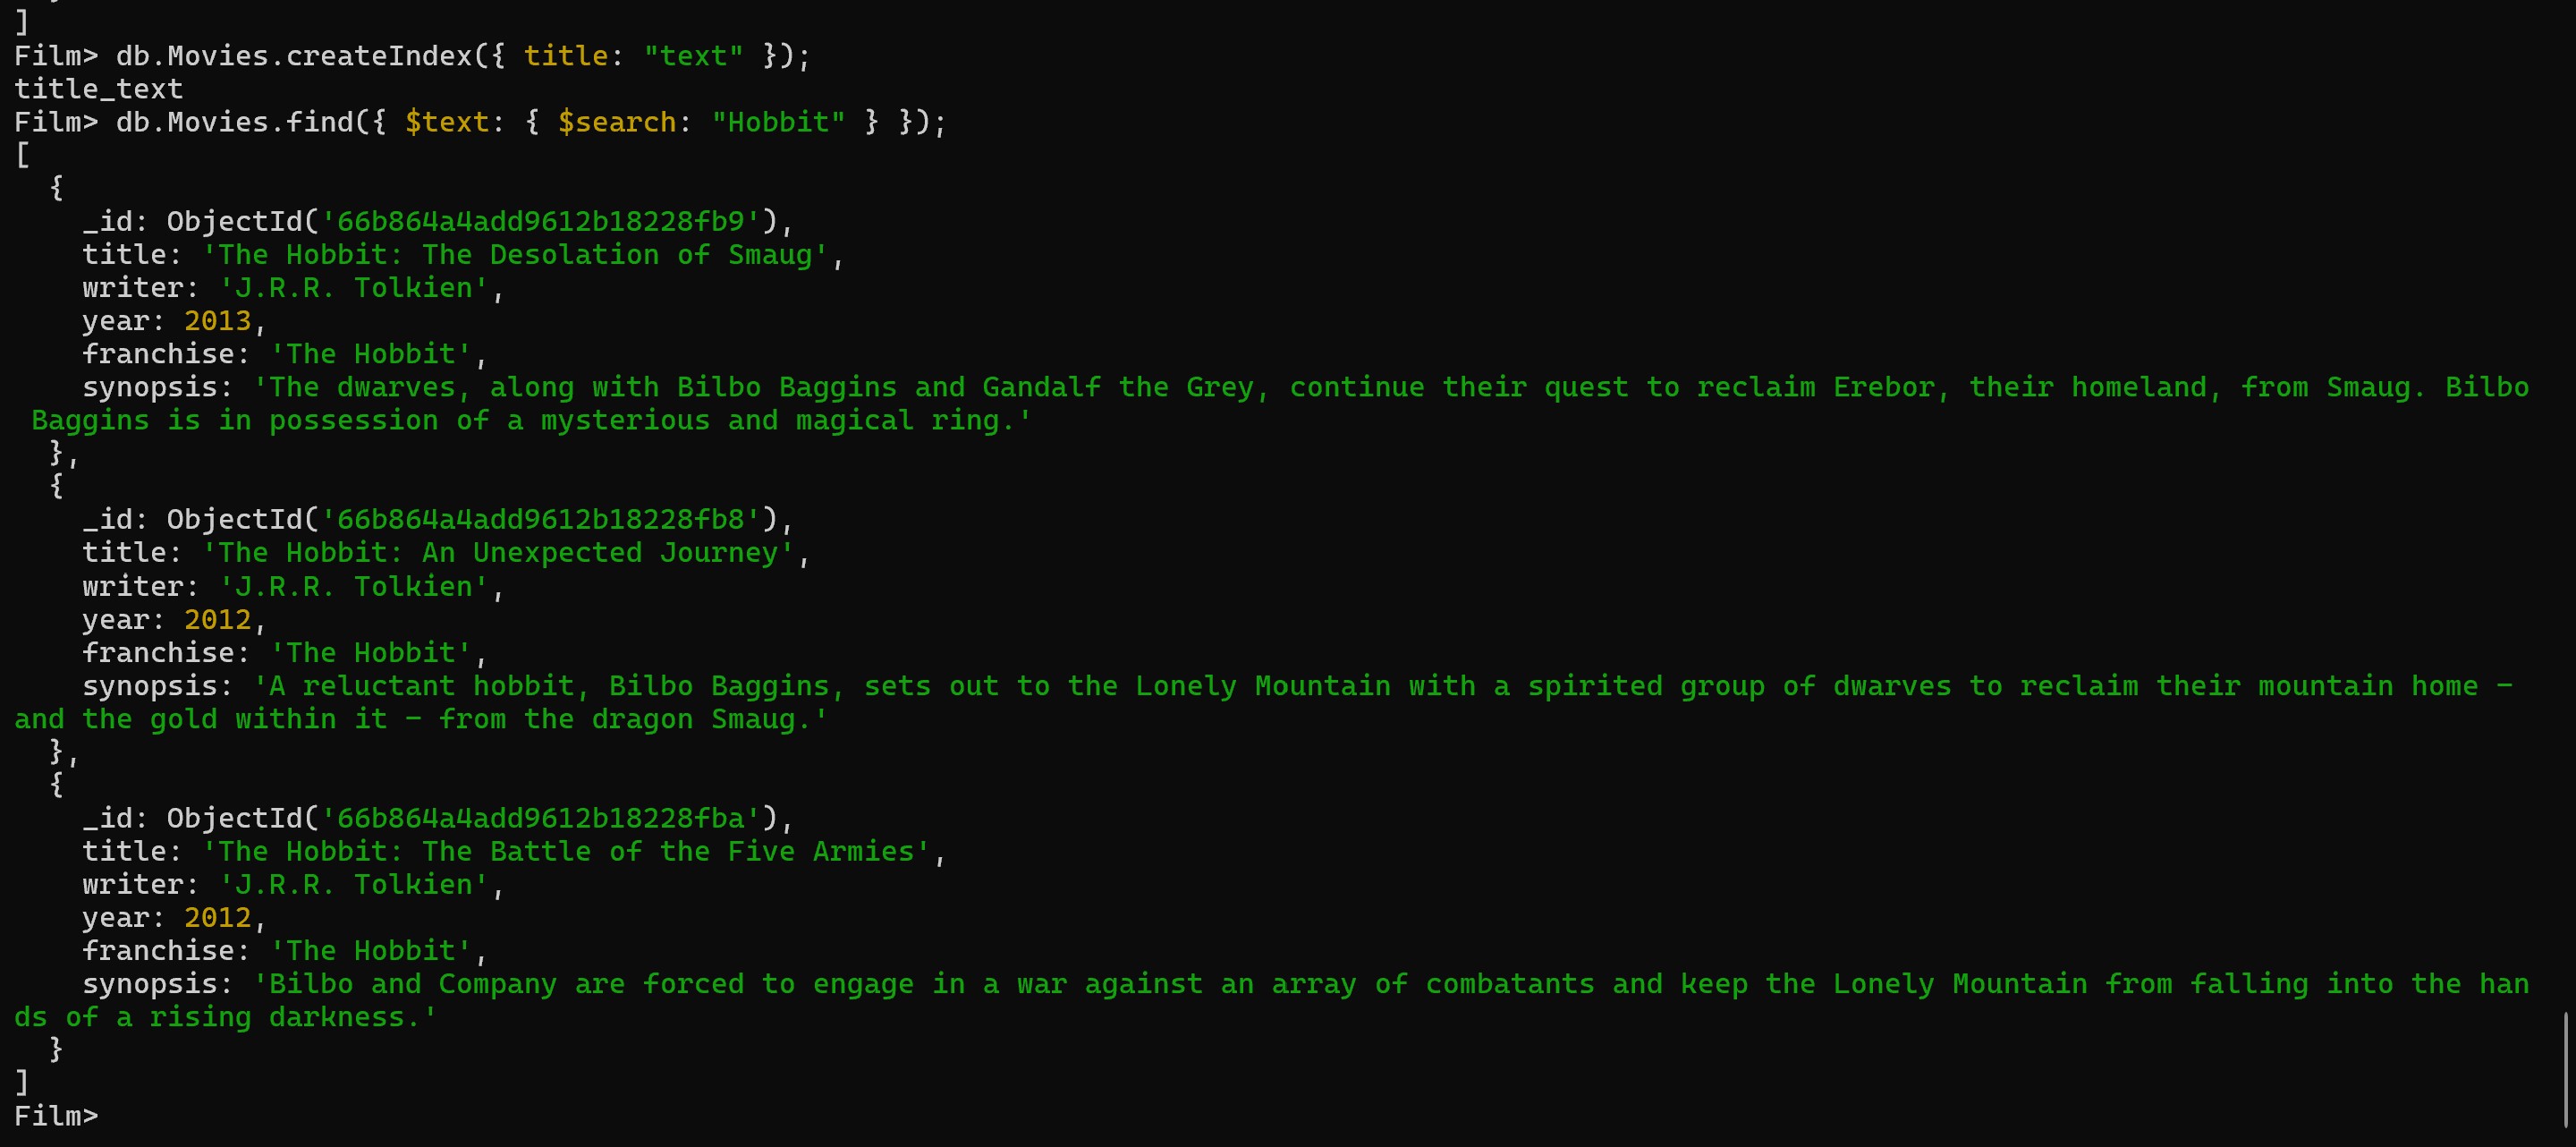 ]
Film> db.Movies.createIndex({ title: "text" });
title_text
Film> db.Movies.find({ $text: { $search: "Hobbit" } });
[
  {
    _id: ObjectId('66b864a4add9612b18228fb9'),
    title: 'The Hobbit: The Desolation of Smaug',
    writer: 'J.R.R. Tolkien',
    year: 2013,
    franchise: 'The Hobbit',
    synopsis: 'The dwarves, along with Bilbo Baggins and Gandalf the Grey, continue their quest to reclaim Erebor, their homeland, from Smaug. Bilbo
 Baggins is in possession of a mysterious and magical ring.'
  },
  {
    _id: ObjectId('66b864a4add9612b18228fb8'),
    title: 'The Hobbit: An Unexpected Journey',
    writer: 'J.R.R. Tolkien',
    year: 2012,
    franchise: 'The Hobbit',
    synopsis: 'A reluctant hobbit, Bilbo Baggins, sets out to the Lonely Mountain with a spirited group of dwarves to reclaim their mountain home –
and the gold within it – from the dragon Smaug.'
  },
  {
    _id: ObjectId('66b864a4add9612b18228fba'),
    title: 'The Hobbit: The Battle of the Five Armies',
    writer: 'J.R.R. Tolkien',
    year: 2012,
    franchise: 'The Hobbit',
    synopsis: 'Bilbo and Company are forced to engage in a war against an array of combatants and keep the Lonely Mountain from falling into the han
ds of a rising darkness.'
  }
]
Film>